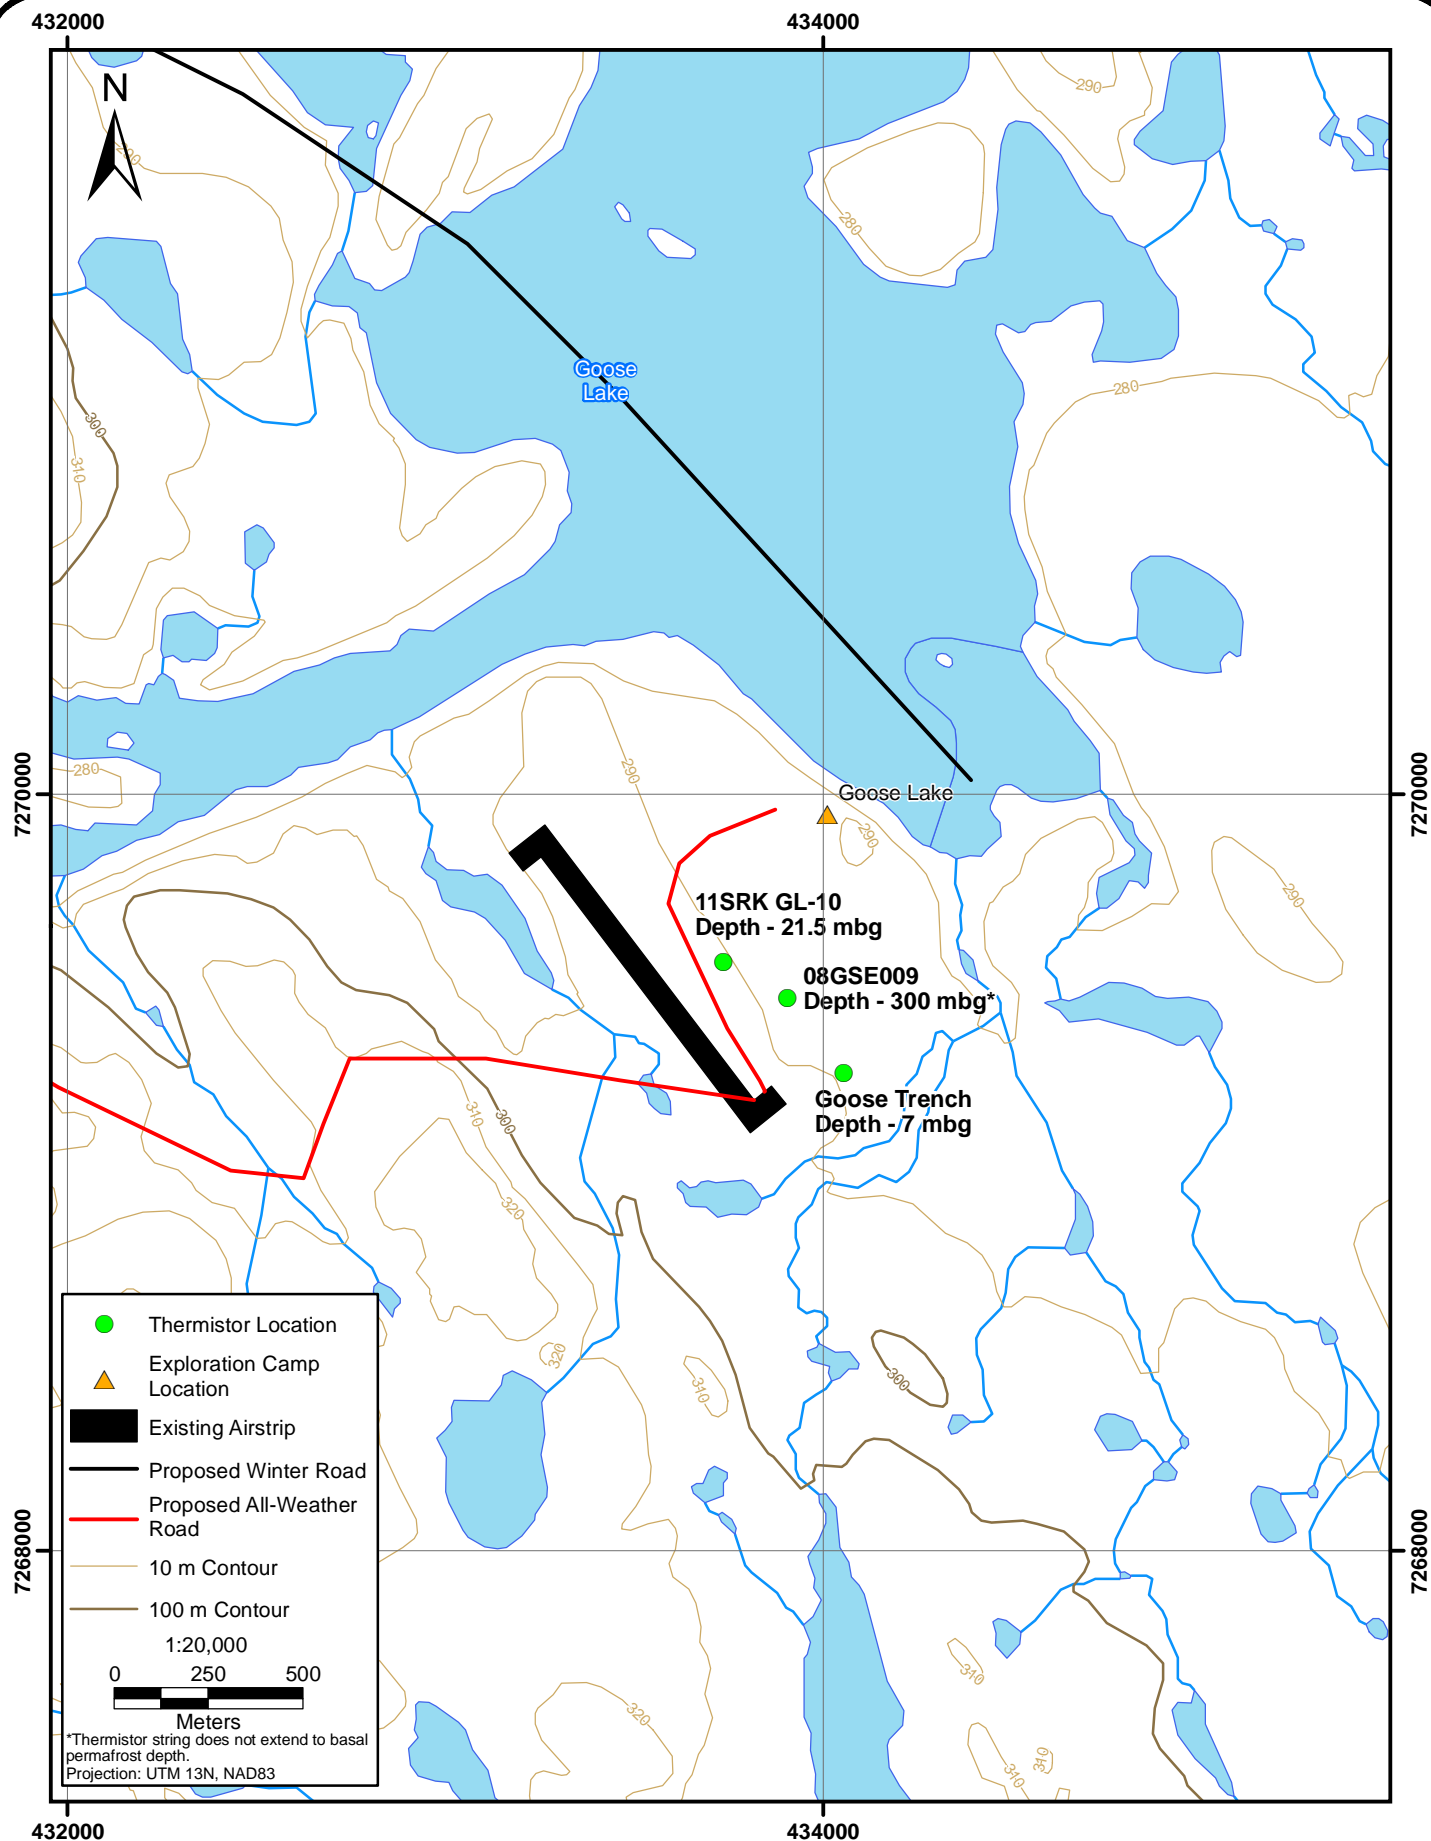 432000
434000
N
290
290
280
280
300
310
Goose
Lake
290
280
7270000
7270000
Goose Lake
290
290
11SRK GL-10
Depth - 21.5 mbg
08GSE009
Depth - 300 mbg*
Goose Trench
Depth - 7 mbg
310
300
320
320
310
300
Thermistor Location
Exploration Camp
Location
Existing Airstrip
Proposed Winter Road
Proposed All-Weather
Road
10 m Contour
100 m Contour
1:20,000
0 250 500
Meters
*Thermistor string does not extend to basal
permafrost depth.
Projection: UTM 13N, NAD83
7268000
7268000
310
320
310
310
432000
434000